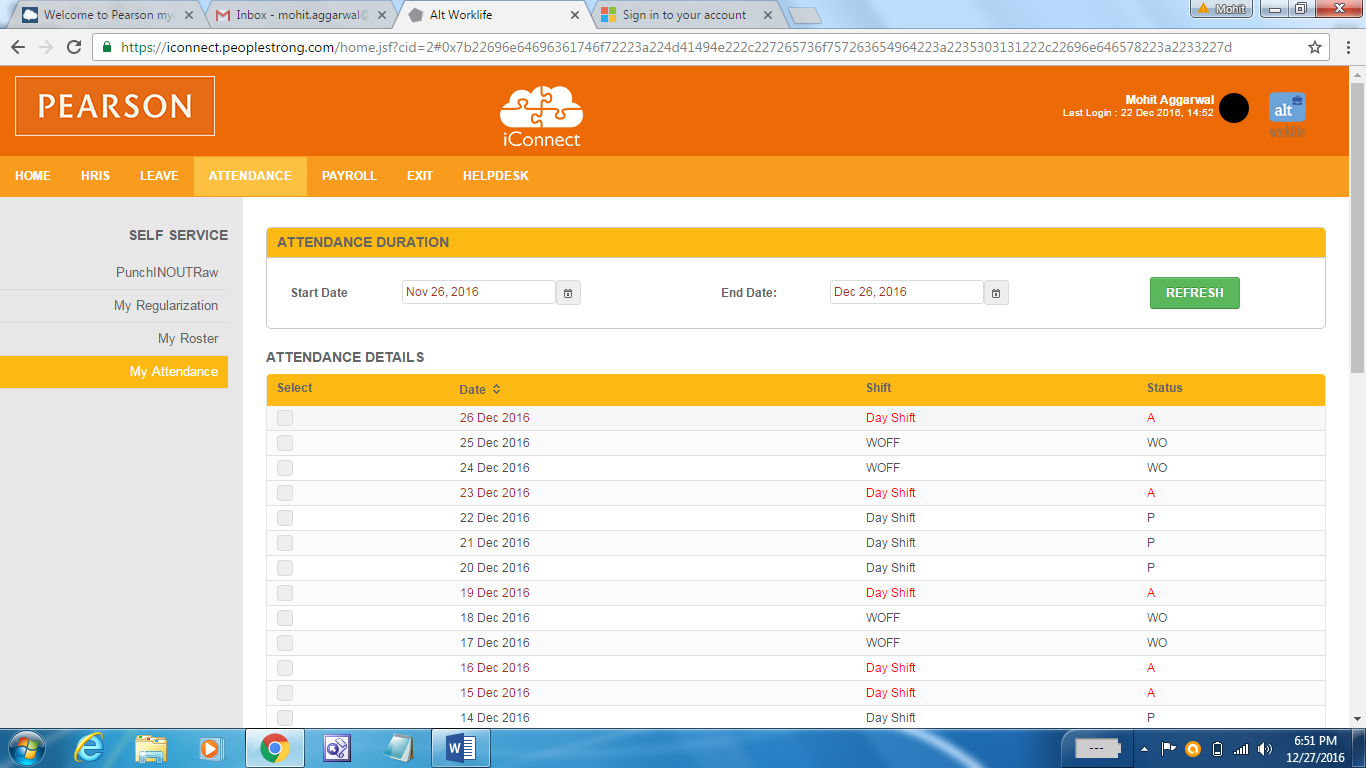 Welcome to Pearson my
Inbox - mohit.aggarwal@
Alt Worklife
Sign in to your account
Mohit
https://iconnect.peoplestrong.com/home.jsf?cid=2#0x7b22696e64696361746f72223a224d41494e222c227265736f757263654964223a2235303131222c22696e646578223a2233227d
PEARSON
iConnect
Mohit Aggarwal
Last Login : 22 Dec 2016, 14:52
alt
worklife
HOME HRIS LEAVE ATTENDANCE PAYROLL EXIT HELPDESK
SELF SERVICE
PunchINOUTRaw
My Regularization
My Roster
My Attendance
ATTENDANCE DURATION
Start Date Nov 26, 2016 End Date: Dec 26, 2016 REFRESH
ATTENDANCE DETAILS
Select Date Shift Status
26 Dec 2016 Day Shift A
25 Dec 2016 WOFF WO
24 Dec 2016 WOFF WO
23 Dec 2016 Day Shift A
22 Dec 2016 Day Shift P
21 Dec 2016 Day Shift P
20 Dec 2016 Day Shift P
19 Dec 2016 Day Shift A
18 Dec 2016 WOFF WO
17 Dec 2016 WOFF WO
16 Dec 2016 Day Shift A
15 Dec 2016 Day Shift A
14 Dec 2016 Day Shift P
6:51 PM
12/27/2016